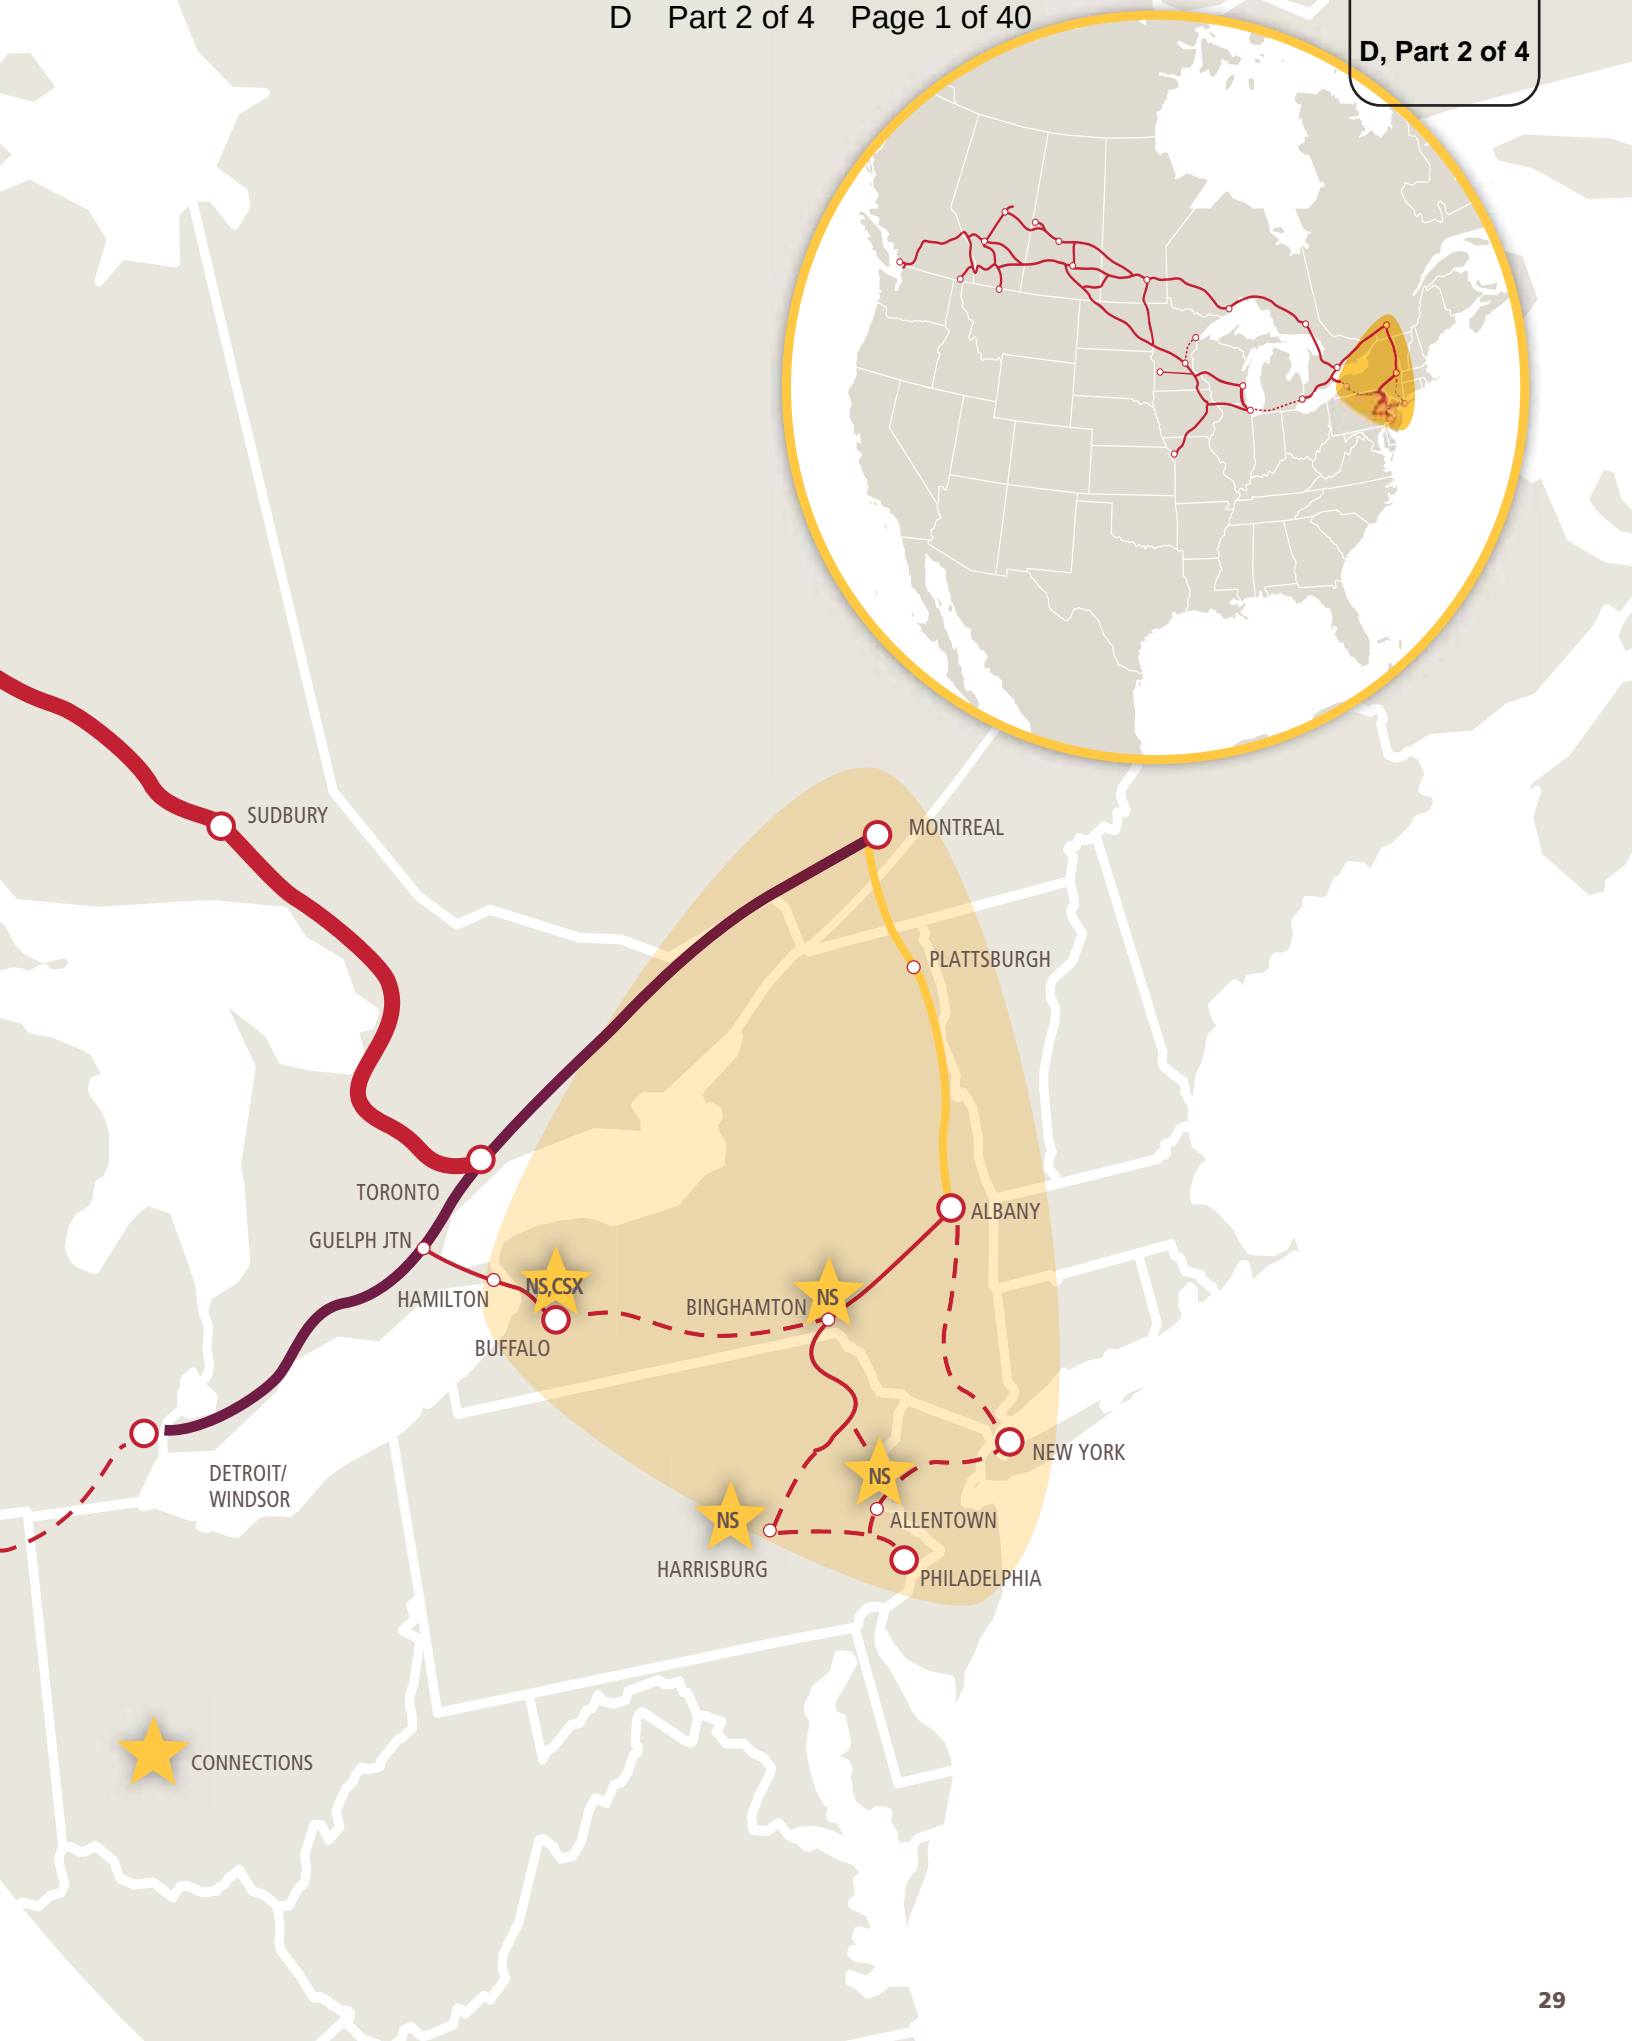 D Part 2 of 4 Page 1 of 40
D, Part 2 of 4
SUDBURY
MONTREAL
PLATTSBURGH
TORONTO
ALBANY
GUELPH JTN
HAMILTON
NS,CSX
BINGHAMTON
NS
BUFFALO
NEW YORK
DETROIT/
WINDSOR
NS
NS
ALLENTOWN
HARRISBURG
PHILADELPHIA
CONNECTIONS
29